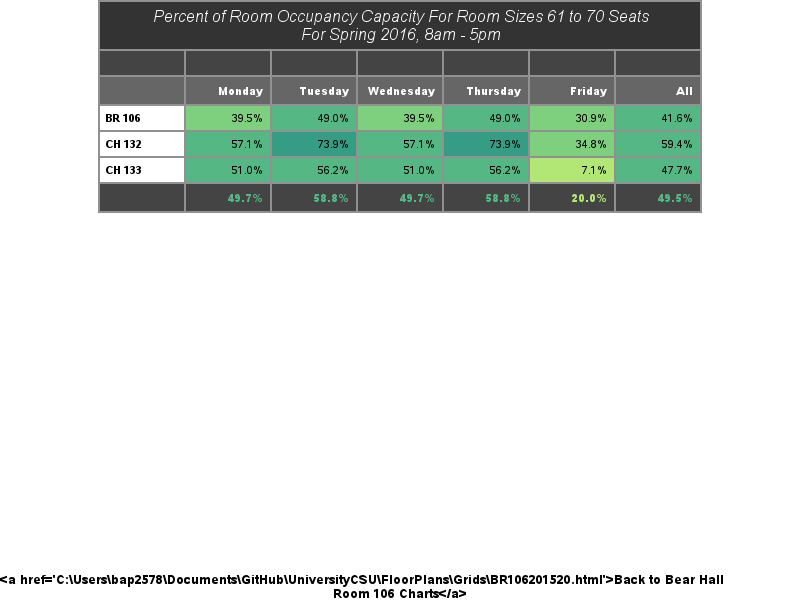 Percent of Room Occupancy Capacity For Room Sizes 61 to 70 Seats
For Spring 2016, 8am - 5pm
Monday Tuesday Wednesday Thursday Friday All
BR 106 39.5% 49.0% 39.5% 49.0% 30.9% 41.6%
CH 132 57.1% 73.9% 57.1% 73.9% 34.8% 59.4%
CH 133 51.0% 56.2% 51.0% 56.2% 7.1% 47.7%
49.7% 58.8% 49.7% 58.8% 20.0% 49.5%
<a href='C:\Users\bap2578\Documents\GitHub\UniversityCSU\FloorPlans\Grids\BR106201520.html'>Back to Bear Hall
Room 106 Charts</a>